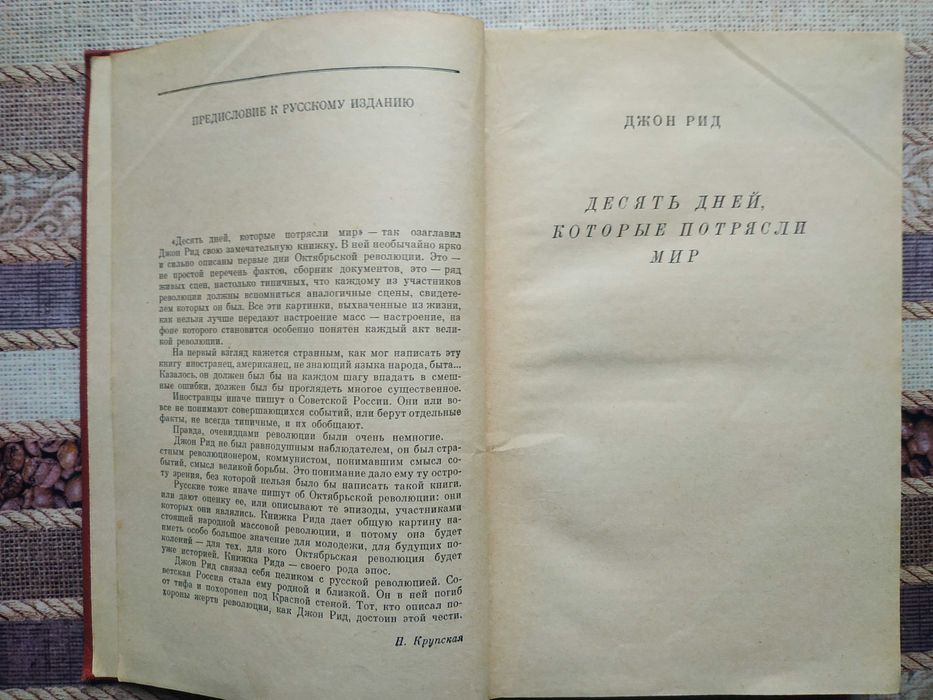 ПРЕДИСЛОВИЕ К РУССКОМУ ИЗДАНИЮ
«Десять дней, которые потрясли мир» — так озаглавил
Джон Рид свою замечательную книжку. В ней необычайно ярко
и сильно описаны первые дни Октябрьской революции. Это —
не простой перечень фактов, сборник документов, это — ряд
живых сцен, настолько типичных, что каждому из участников
революции должны вспомниться аналогичные сцены, свидете-
лем которых он был. Все эти картинки, выхваченные из жизни,
как нельзя лучше передают настроение масс — настроение, на
фоне которого становится особенно понятен каждый акт вели-
кой революции.
На первый взгляд кажется странным, как мог написать эту
книгу иностранец, американец, не знающий языка народа, быта...
Казалось, он должен был бы на каждом шагу впадать в смеш-
ные ошибки, должен был бы проглядеть многое существенное.
Иностранцы иначе пишут о Советской России. Они или во-
все не понимают совершающихся событий, или берут отдельные
факты, не всегда типичные, и их обобщают.
Правда, очевидцами революции были очень немногие.
Джон Рид не был равнодушным наблюдателем, он был стра-
стным революционером, коммунистом, понимавшим смысл со-
бытий, смысл великой борьбы. Это понимание дало ему ту остро-
ту зрения, без которой нельзя было бы написать такой книги.
Русские тоже иначе пишут об Октябрьской революции: они
или дают оценку ее, или описывают те эпизоды, участниками
которых они являлись. Книжка Рида дает общую картину на-
стоящей народной массовой революции, и потому она будет
иметь особо большое значение для молодежи, для будущих по-
колений — для тех, для кого Октябрьская революция будет
уже историей. Книжка Рида — своего рода эпос.
Джон Рид связал себя целиком с русской революцией. Со-
ветская Россия стала ему родной и близкой. Он в ней погиб
от тифа и похоронен под Красной стеной. Тот, кто описал по-
хороны жертв революции, как Джон Рид, достоин этой чести.
Н. Крупская
ДЖОН РИД
ДЕСЯТЬ ДНЕЙ,
КОТОРЫЕ ПОТРЯСЛИ
МИР